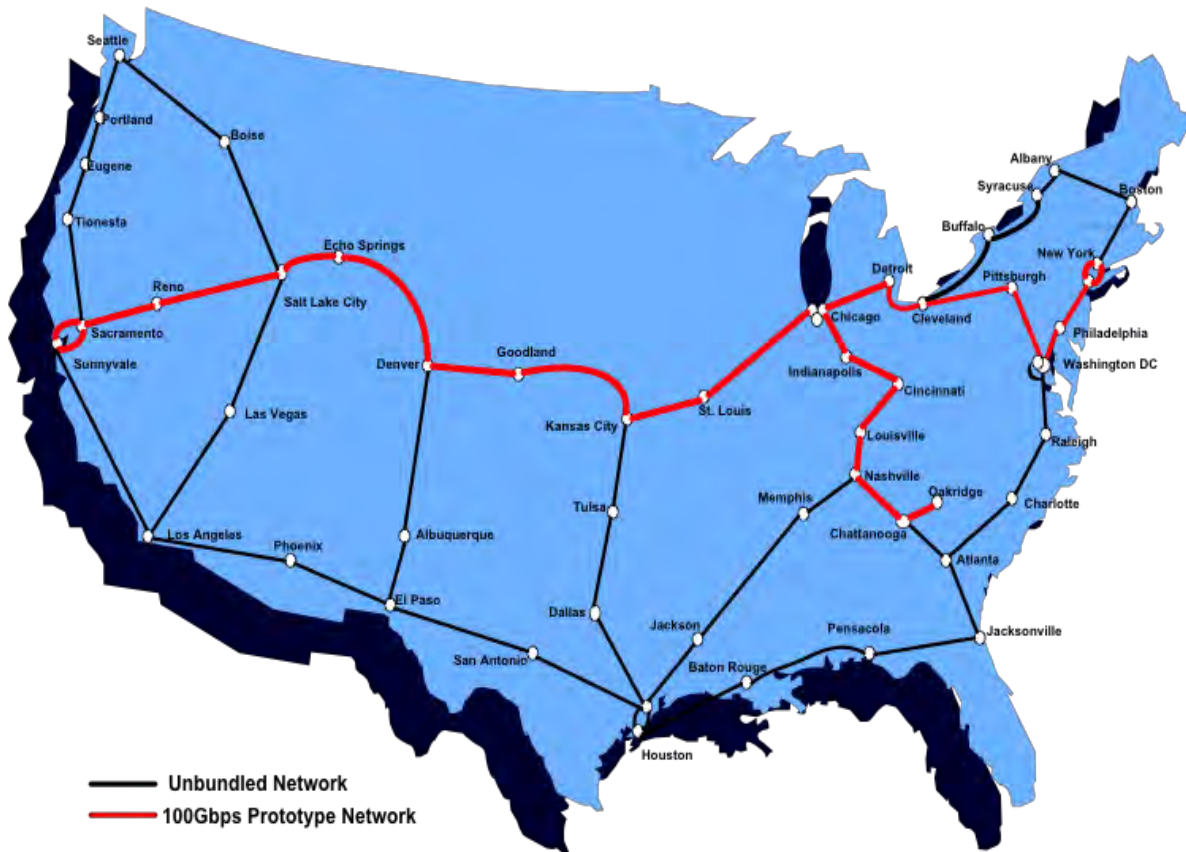 Seattle
Portland
Boise
Eugene
Tionesta
Albany
Syracuse
Boston
Buffalo
New York
Echo Springs
Detroit
Pittsburgh
Reno
Salt Lake City
Chicago
Cleveland
Sacramento
Philadelphia
Sunnyvale
Goodland
Denver
Indianapolis
Washington DC
Cincinnati
Las Vegas
Kansas City
St. Louis
Louisville
Raleigh
Nashville
Memphis
Oakridge
Tulsa
Charlotte
Los Angeles
Albuquerque
Chattanooga
Phoenix
Atlanta
El Paso
Dallas
Jackson
Pensacola
Jacksonville
San Antonio
Baton Rouge
Houston
Unbundled Network
100Gbps Prototype Network